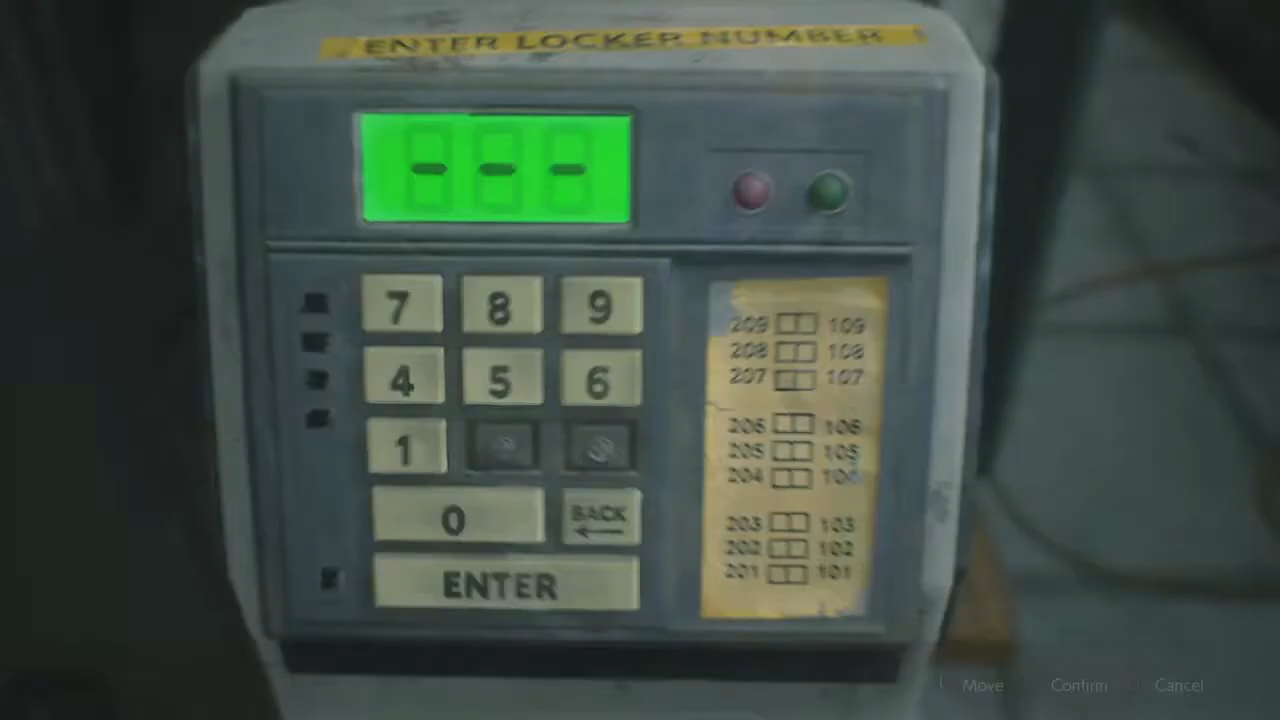 ENTER LOCKER NUMBER
7 8 9
4 5 6
1
0 BACK
ENTER
209 109
208 108
207 107
206 106
205 105
204 104
203 103
202 102
201 101
Move Confirm Cancel